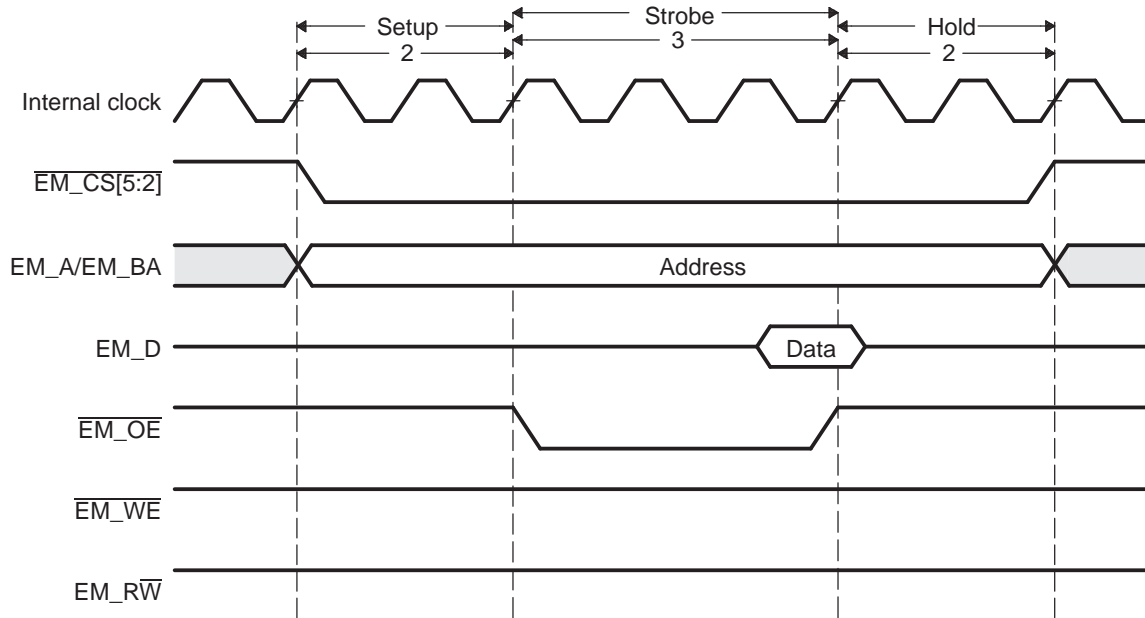 Setup
Strobe
Hold
2
3
2
Internal clock
EM_CS[5:2]
EM_A/EM_BA
Address
EM_D
Data
EM_OE
EM_WE
EM_RW